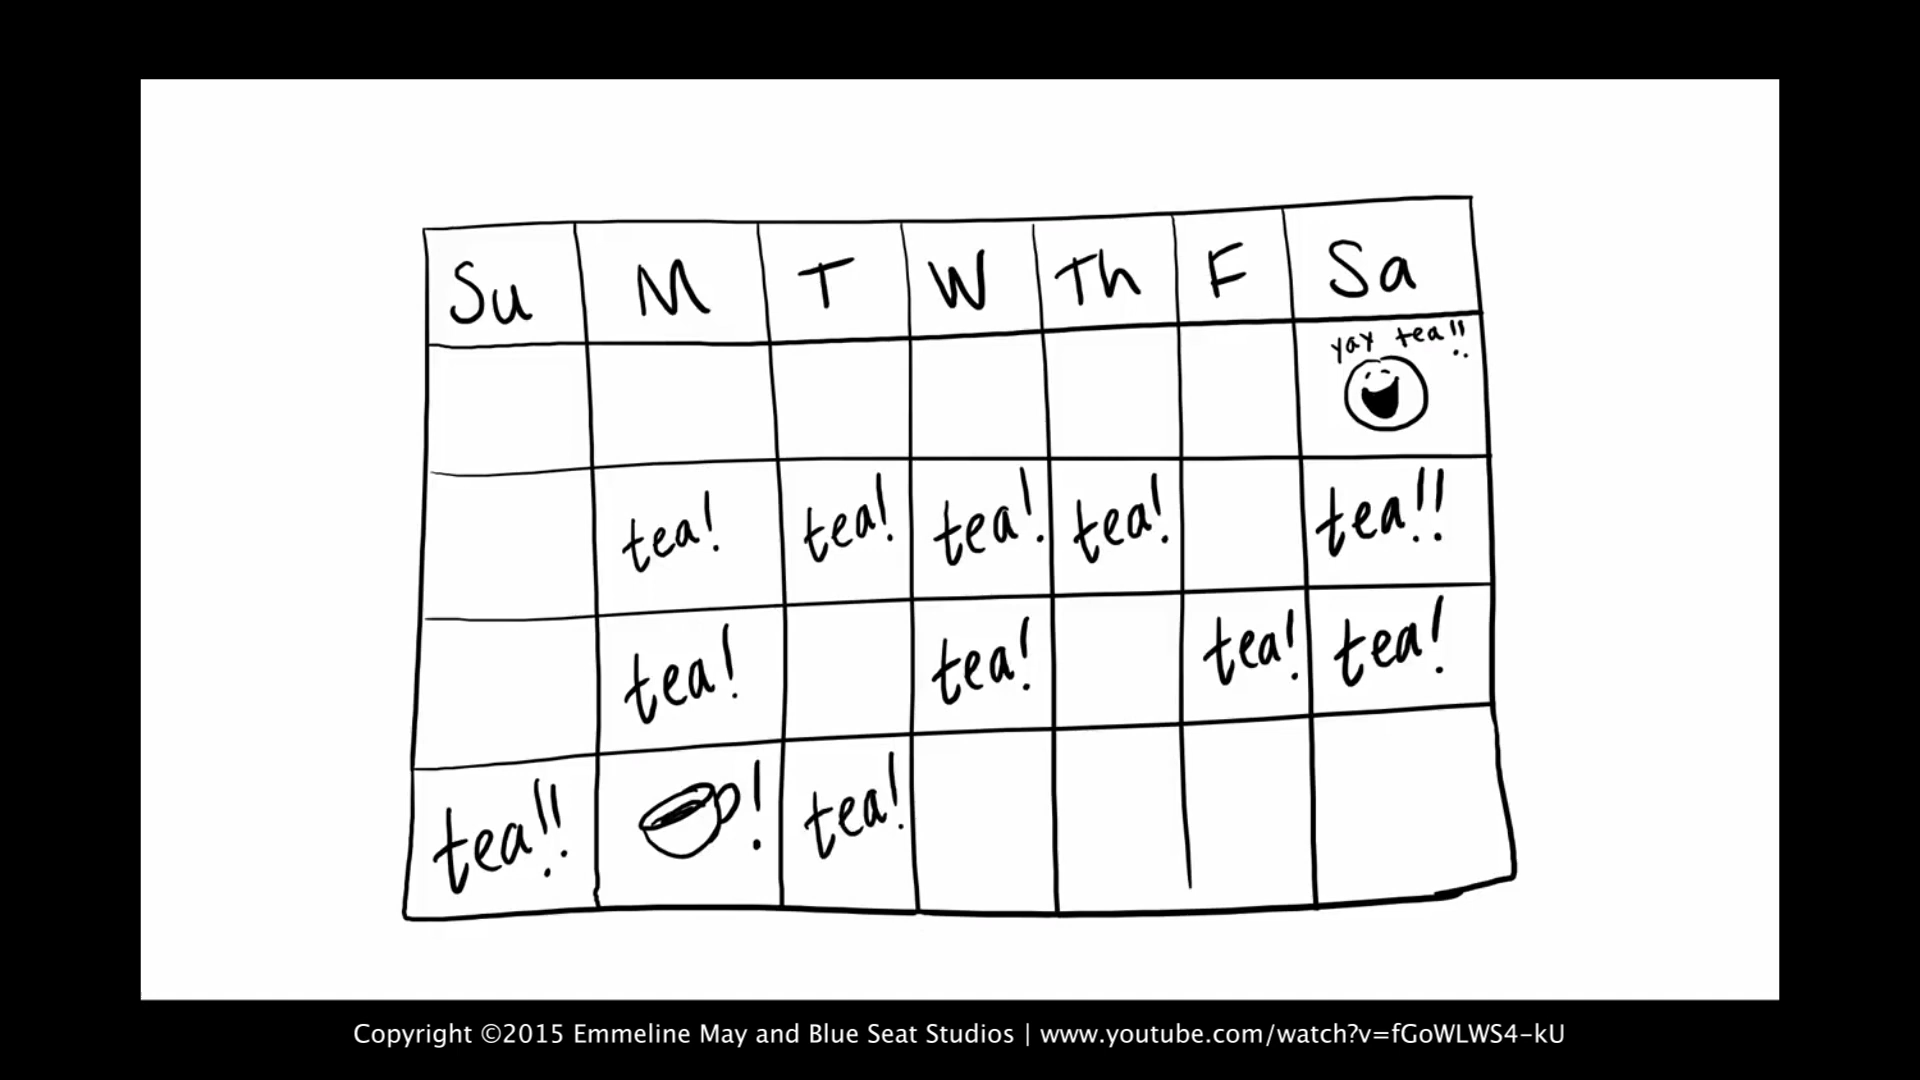 Su M T W Th F Sa
yay tea!!
tea! tea! tea! tea! tea!!
tea! tea! tea! tea!
tea!! ! tea!
Copyright ©2015 Emmeline May and Blue Seat Studios | www.youtube.com/watch?v=fGoWLWS4-kU